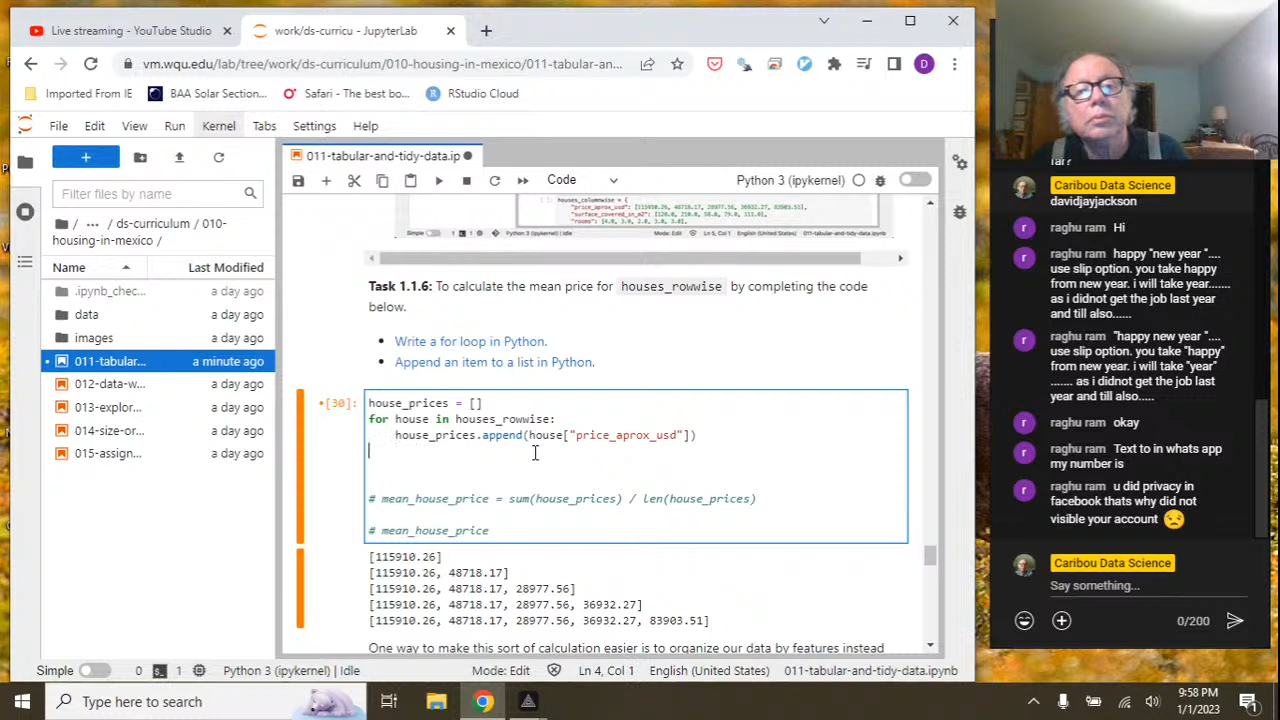 Live streaming - YouTube Studio
work/ds-curricu - JupyterLab
vm.wqu.edu/lab/tree/work/ds-curriculum/010-housing-in-mexico/011-tabular-an...
D
Imported From IE
BAA Solar Section...
Safari - The best bo...
RStudio Cloud
File Edit View Run Kernel Tabs Settings Help
Filter files by name
/ ... / ds-curriculum / 010-
housing-in-mexico /
Name Last Modified
.ipynb_chec... a day ago
data a day ago
images a day ago
011-tabular... a minute ago
012-data-w... a day ago
013-explor... a day ago
014-size-or... a day ago
015-assign... a day ago
011-tabular-and-tidy-data.ip
Code
Python 3 (ipykernel)
houses_columnwise = {
"price_aprox_usd": [115910.26, 48718.17, 28977.56, 36932.27, 83903.51],
"surface_covered_in_m2": [128.0, 210.0, 58.0, 79.0, 111.0],
"rooms": [4.0, 3.0, 2.0, 3.0, 3.0],
Simple Python 3 (ipykernel) | Idle Mode: Edit Ln 5, Col 1 English (United States) 011-tabular-and-tidy-data.ipynb
Task 1.1.6: To calculate the mean price for houses_rowwise by completing the code
below.
• Write a for loop in Python.
• Append an item to a list in Python.
[30]:
house_prices = []
for house in houses_rowwise:
house_prices.append(house["price_aprox_usd"])
# mean_house_price = sum(house_prices) / len(house_prices)
# mean_house_price
[115910.26]
[115910.26, 48718.17]
[115910.26, 48718.17, 28977.56]
[115910.26, 48718.17, 28977.56, 36932.27]
[115910.26, 48718.17, 28977.56, 36932.27, 83903.51]
One way to make this sort of calculation easier is to organize our data by features instead
Simple 0 1 Python 3 (ipykernel) | Idle Mode: Edit Ln 4, Col 1 English (United States) 011-tabular-and-tidy-data.ipynb
far?
Caribou Data Science
davidjayjackson
raghu ram Hi
raghu ram happy "new year "....
use slip option. you take happy
from new year. i will take year.......
as i didnot get the job last year
and till also......
raghu ram "happy new year "....
use slip option. you take "happy"
from new year. i will take "year"
....... as i didnot get the job last
year and till also.....
raghu ram okay
raghu ram Text to in whats app
my number is
raghu ram u did privacy in
facebook thats why did not
visible your account
Caribou Data Science
Say something...
0/200
Type here to search
9:58 PM
1/1/2023
1